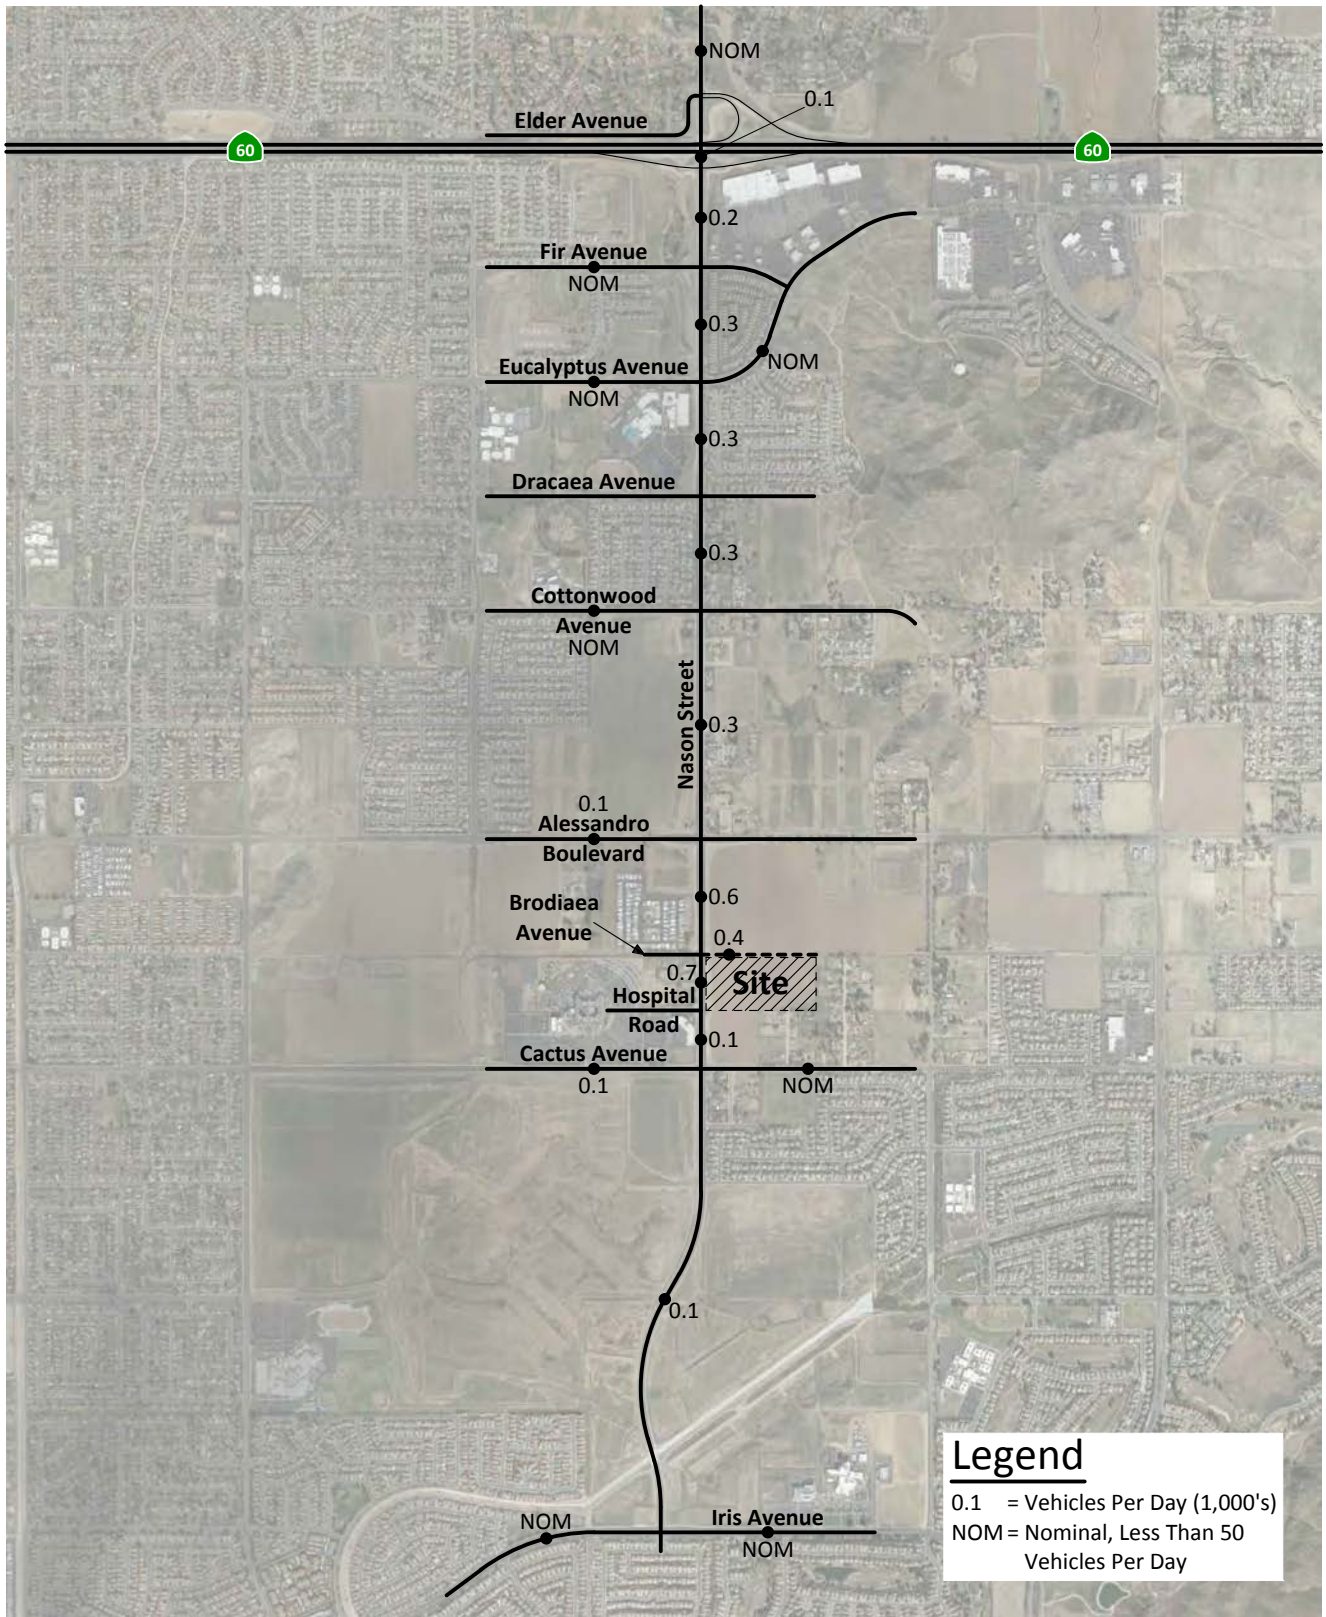 NOM
0.1
Elder Avenue
60
60
0.2
Fir Avenue
NOM
0.3
Eucalyptus Avenue
NOM
NOM
0.3
Dracaea Avenue
0.3
Cottonwood
Avenue
NOM
Nason Street
0.3
0.1
Alessandro
Boulevard
0.6
Brodiaea
Avenue
0.4
0.7
Site
Hospital
Road
0.1
Cactus Avenue
0.1
NOM
0.1
NOM
Iris Avenue
NOM
Legend
0.1 = Vehicles Per Day (1,000's)
NOM = Nominal, Less Than 50
Vehicles Per Day